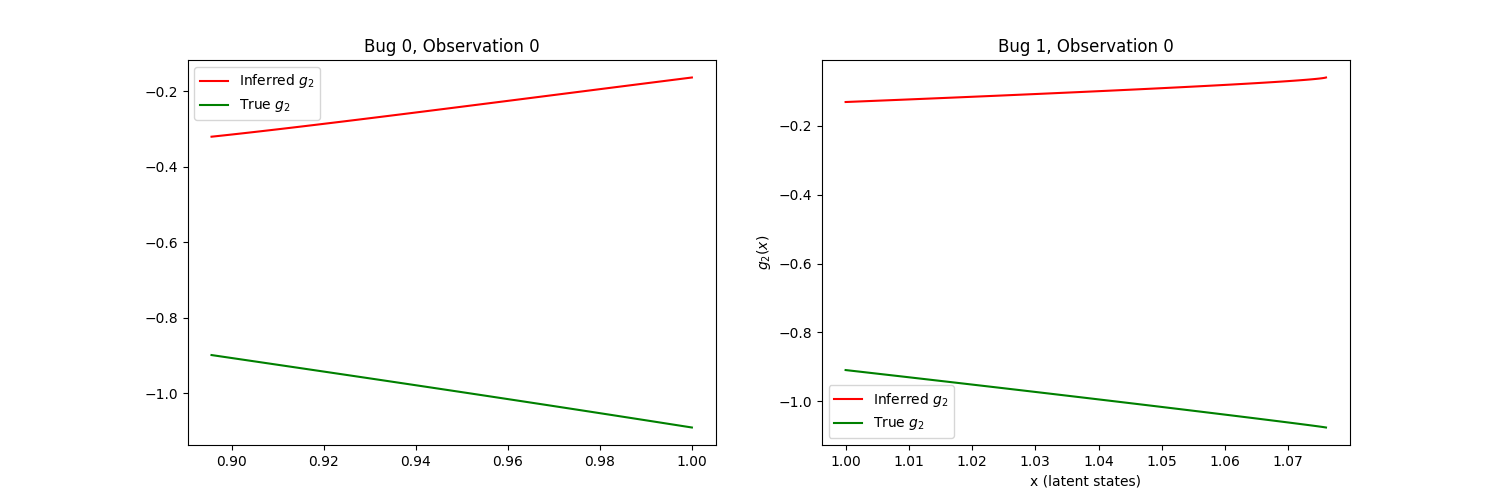 Bug 0, Observation 0
Inferred g₂
True g₂
−0.2
−0.4
−0.6
−0.8
−1.0
0.90 0.92 0.94 0.96 0.98 1.00
Bug 1, Observation 0
g₂(x)
−0.2
−0.4
−0.6
−0.8
−1.0
Inferred g₂
True g₂
1.00 1.01 1.02 1.03 1.04 1.05 1.06 1.07
x (latent states)